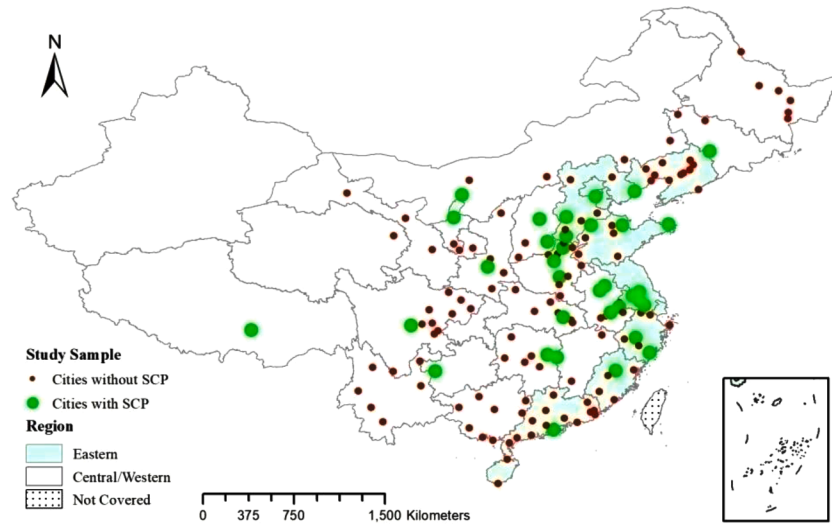 N
Study Sample
Cities without SCP
Cities with SCP
Region
Eastern
Central/Western
Not Covered
0 375 750 1,500 Kilometers